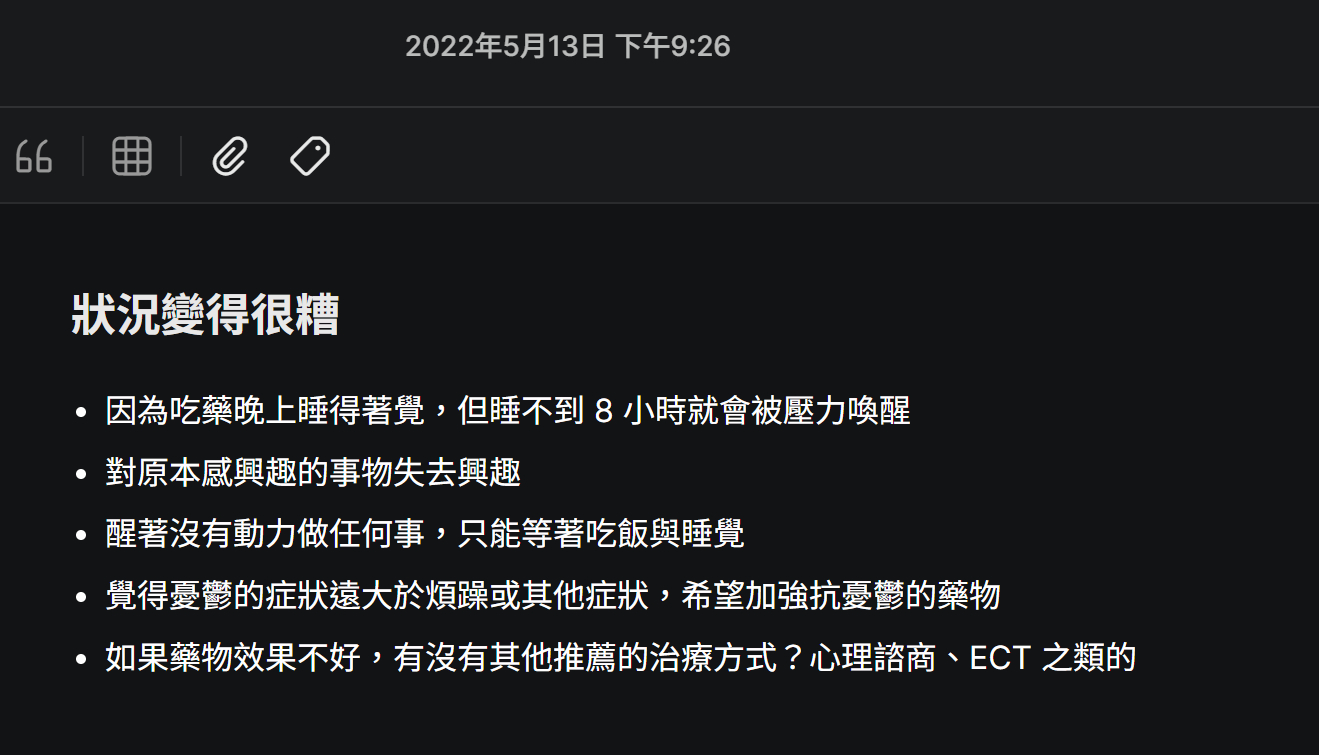 2022年5月13日 下午9:26
狀況變得很糟
因為吃藥晚上睡得著覺，但睡不到 8 小時就會被壓力喚醒
對原本感興趣的事物失去興趣
醒著沒有動力做任何事，只能等著吃飯與睡覺
覺得憂鬱的症狀遠大於煩躁或其他症狀，希望加強抗憂鬱的藥物
如果藥物效果不好，有沒有其他推薦的治療方式？心理諮商、ECT 之類的